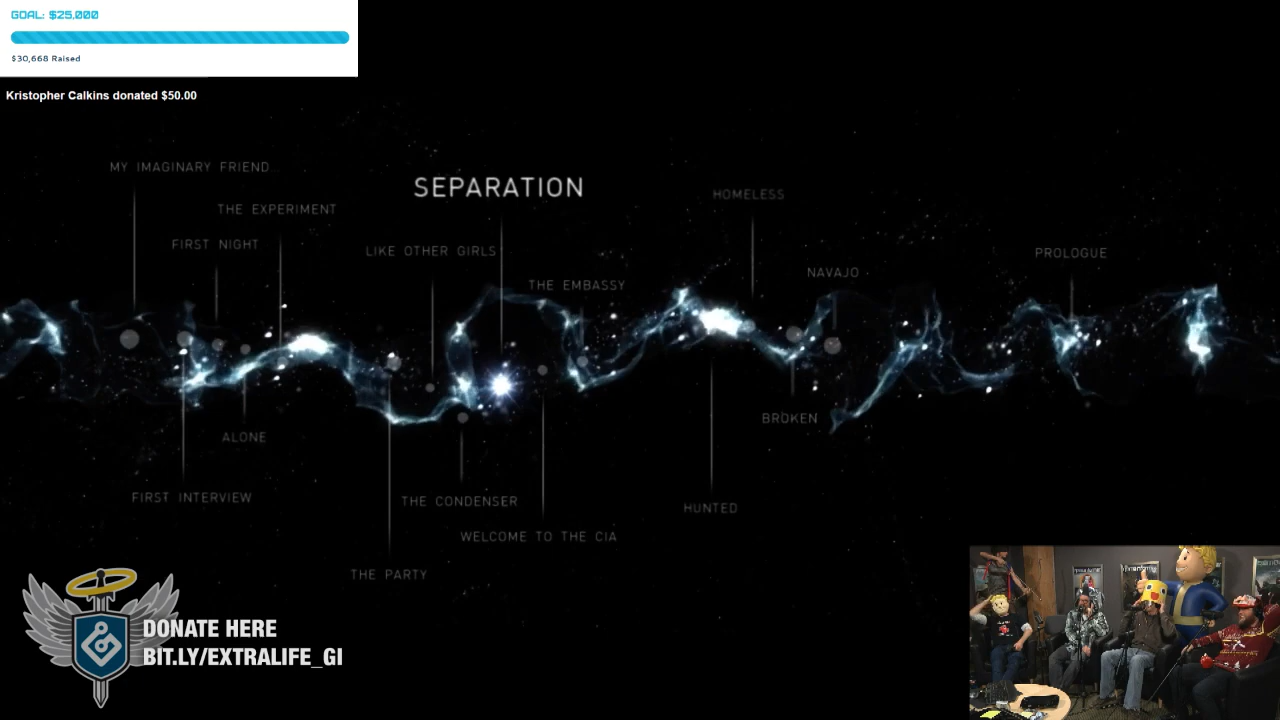 GOAL: $25,000
$30,668 Raised
Kristopher Calkins donated $50.00
MY IMAGINARY FRIEND...
SEPARATION
HOMELESS
THE EXPERIMENT
FIRST NIGHT
LIKE OTHER GIRLS
PROLOGUE
NAVAJO
THE EMBASSY
BROKEN
ALONE
FIRST INTERVIEW
THE CONDENSER
HUNTED
WELCOME TO THE CIA
THE PARTY
DONATE HERE
BIT.LY/EXTRALIFE_GI